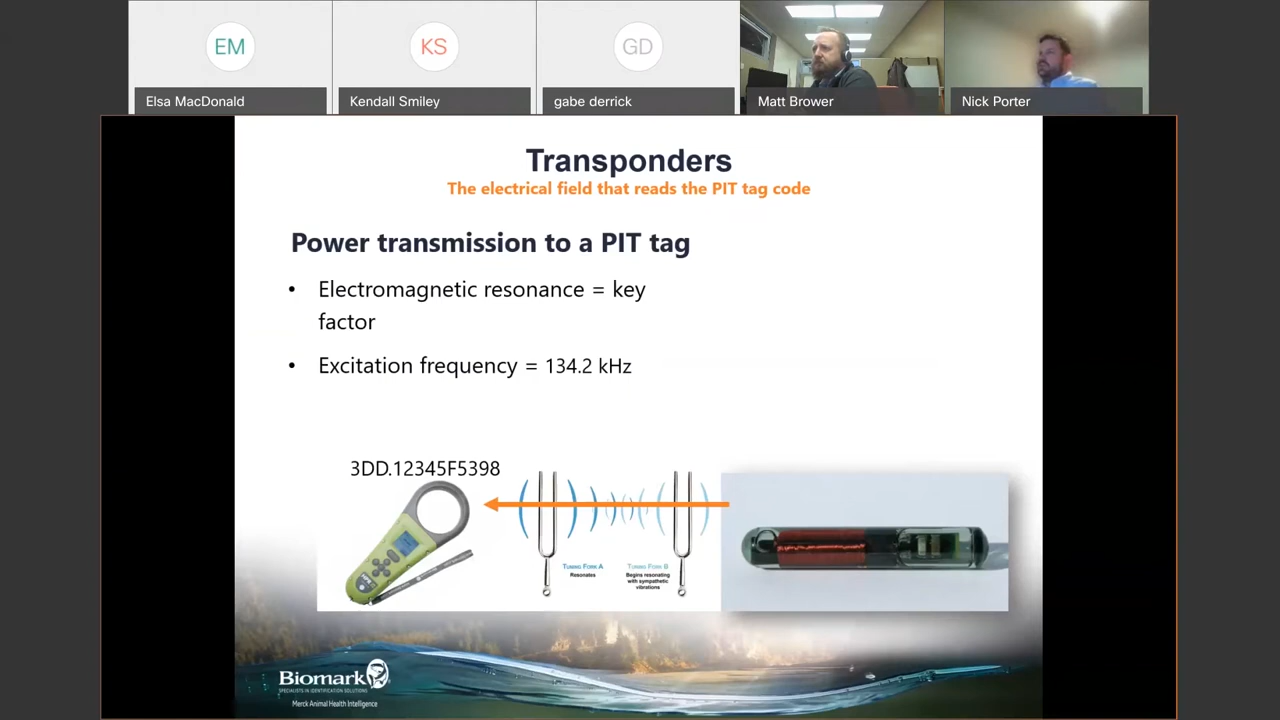 EM
KS
GD
Elsa MacDonald
Kendall Smiley
gabe derrick
Matt Brower
Nick Porter
Transponders
The electrical field that reads the PIT tag code
Power transmission to a PIT tag
• Electromagnetic resonance = key
factor
• Excitation frequency = 134.2 kHz
3DD.12345F5398
TUNING FORK A
Resonates
TUNING FORK B
Begins resonating
with sympathetic
vibrations
Biomark
SPECIALISTS IN IDENTIFICATION SOLUTIONS
Merck Animal Health Intelligence